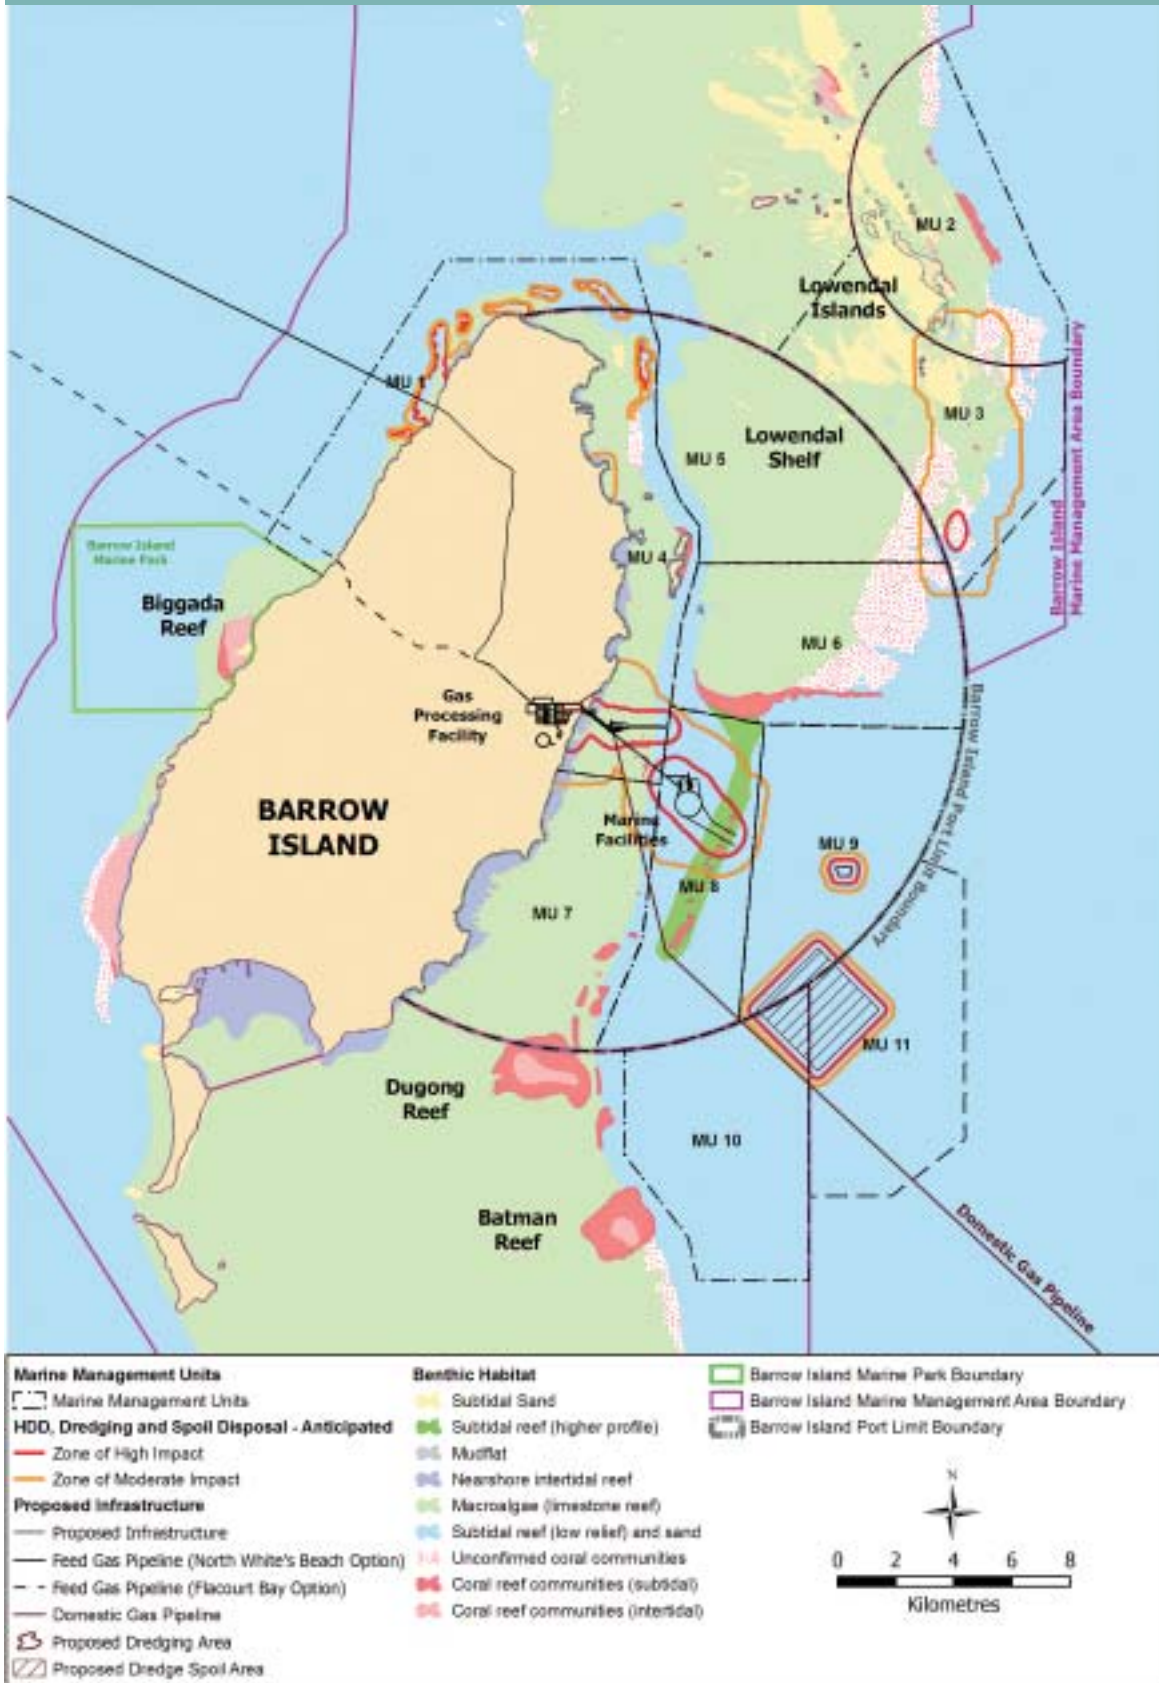 MU 2
Lowendal
Islands
MU 1
MU 3
Lowendal
Shelf
MU 5
Barrow Island
Marine Management Area Boundary
Barrow Island
Marine Park
MU 4
Biggada
Reef
MU 6
Gas
Processing
Facility
Barrow Island Port Limit Boundary
BARROW
ISLAND
Marine
Facilities
MU 9
MU 8
MU 7
MU 11
Dugong
Reef
MU 10
Batman
Reef
Domestic Gas Pipeline
Marine Management Units
Marine Management Units
HDD, Dredging and Spoil Disposal - Anticipated
Zone of High Impact
Zone of Moderate Impact
Proposed Infrastructure
Proposed Infrastructure
Feed Gas Pipeline (North White's Beach Option)
Feed Gas Pipeline (Flacourt Bay Option)
Domestic Gas Pipeline
Proposed Dredging Area
Proposed Dredge Spoil Area
Benthic Habitat
Subtidal Sand
Subtidal reef (higher profile)
Mudflat
Nearshore intertidal reef
Macroalgae (limestone reef)
Subtidal reef (low relief) and sand
Unconfirmed coral communities
Coral reef communities (subtidal)
Coral reef communities (intertidal)
Barrow Island Marine Park Boundary
Barrow Island Marine Management Area Boundary
Barrow Island Port Limit Boundary
N
0 2 4 6 8
Kilometres